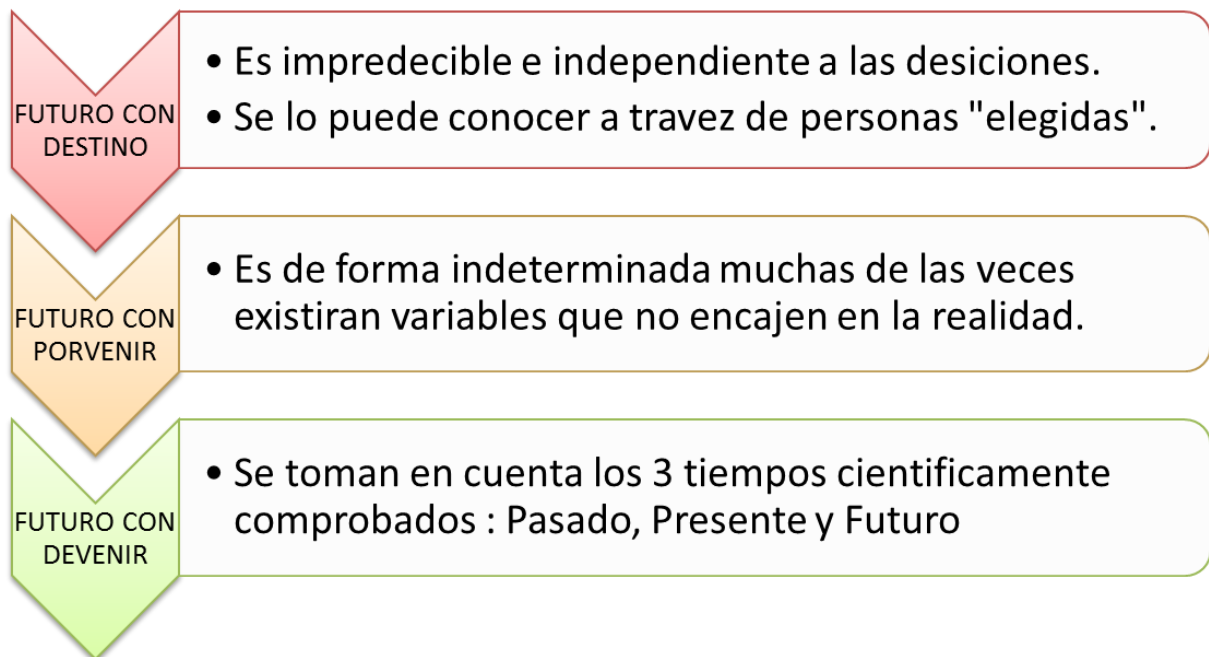 FUTURO CON
DESTINO
• Es impredecible e independiente a las desiciones.
• Se lo puede conocer a travez de personas "elegidas".
FUTURO CON
PORVENIR
• Es de forma indeterminada muchas de las veces
existiran variables que no encajen en la realidad.
FUTURO CON
DEVENIR
• Se toman en cuenta los 3 tiempos cientificamente
comprobados : Pasado, Presente y Futuro